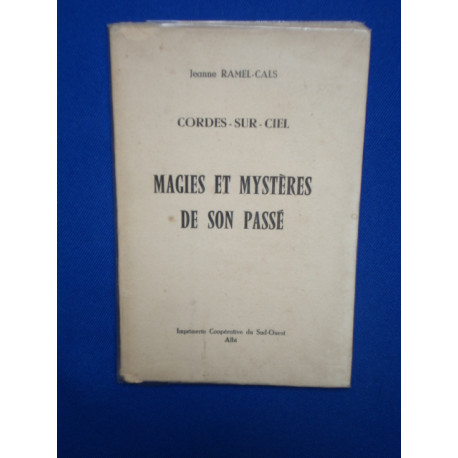 Jeanne RAMEL-CALS
CORDES-SUR-CIEL
MAGIES ET MYSTÈRES
DE SON PASSÉ
Imprimerie Coopérative du Sud-Ouest
Albi